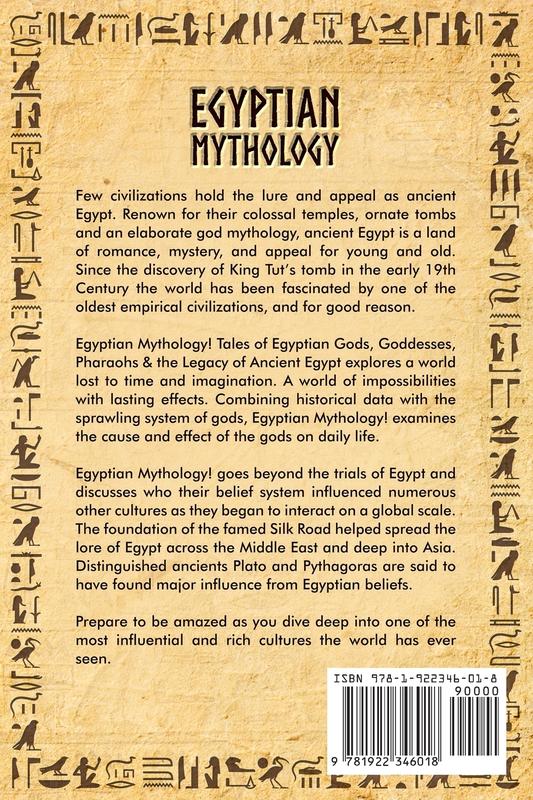 EGYPTIAN
MYTHOLOGY
Few civilizations hold the lure and appeal as ancient
Egypt. Renown for their colossal temples, ornate tombs
and an elaborate god mythology, ancient Egypt is a land
of romance, mystery, and appeal for young and old.
Since the discovery of King Tut's tomb in the early 19th
Century the world has been fascinated by one of the
oldest empirical civilizations, and for good reason.
Egyptian Mythology! Tales of Egyptian Gods, Goddesses,
Pharaohs & the Legacy of Ancient Egypt explores a world
lost to time and imagination. A world of impossibilities
with lasting effects. Combining historical data with the
sprawling system of gods, Egyptian Mythology! examines
the cause and effect of the gods on daily life.
Egyptian Mythology! goes beyond the trials of Egypt and
discusses who their belief system influenced numerous
other cultures as they began to interact on a global scale.
The foundation of the famed Silk Road helped spread the
lore of Egypt across the Middle East and deep into Asia.
Distinguished ancients Plato and Pythagoras are said to
have found major influence from Egyptian beliefs.
Prepare to be amazed as you dive deep into one of the
most influential and rich cultures the world has ever
seen.
ISBN 978-1-922346-01-8
90000
9 781922 346018